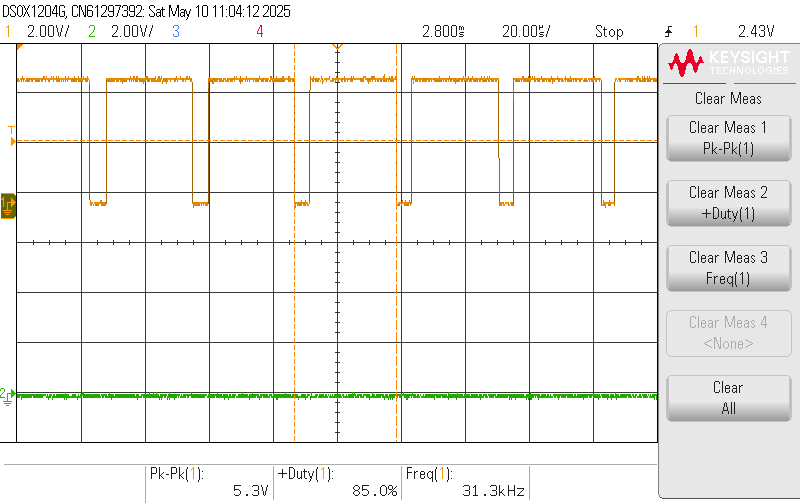 DSOX1204G, CN61297392: Sat May 10 11:04:12 2025
1 2.00V/ 2 2.00V/ 3 4 2.800s 20.00s/ Stop 1 2.43V
KEYSIGHT
TECHNOLOGIES
Clear Meas
Clear Meas 1
Pk-Pk(1)
Clear Meas 2
+Duty(1)
Clear Meas 3
Freq(1)
Clear Meas 4
<None>
Clear
All
T
1
2
Pk-Pk(1): +Duty(1): Freq(1):
5.3V 85.0% 31.3kHz